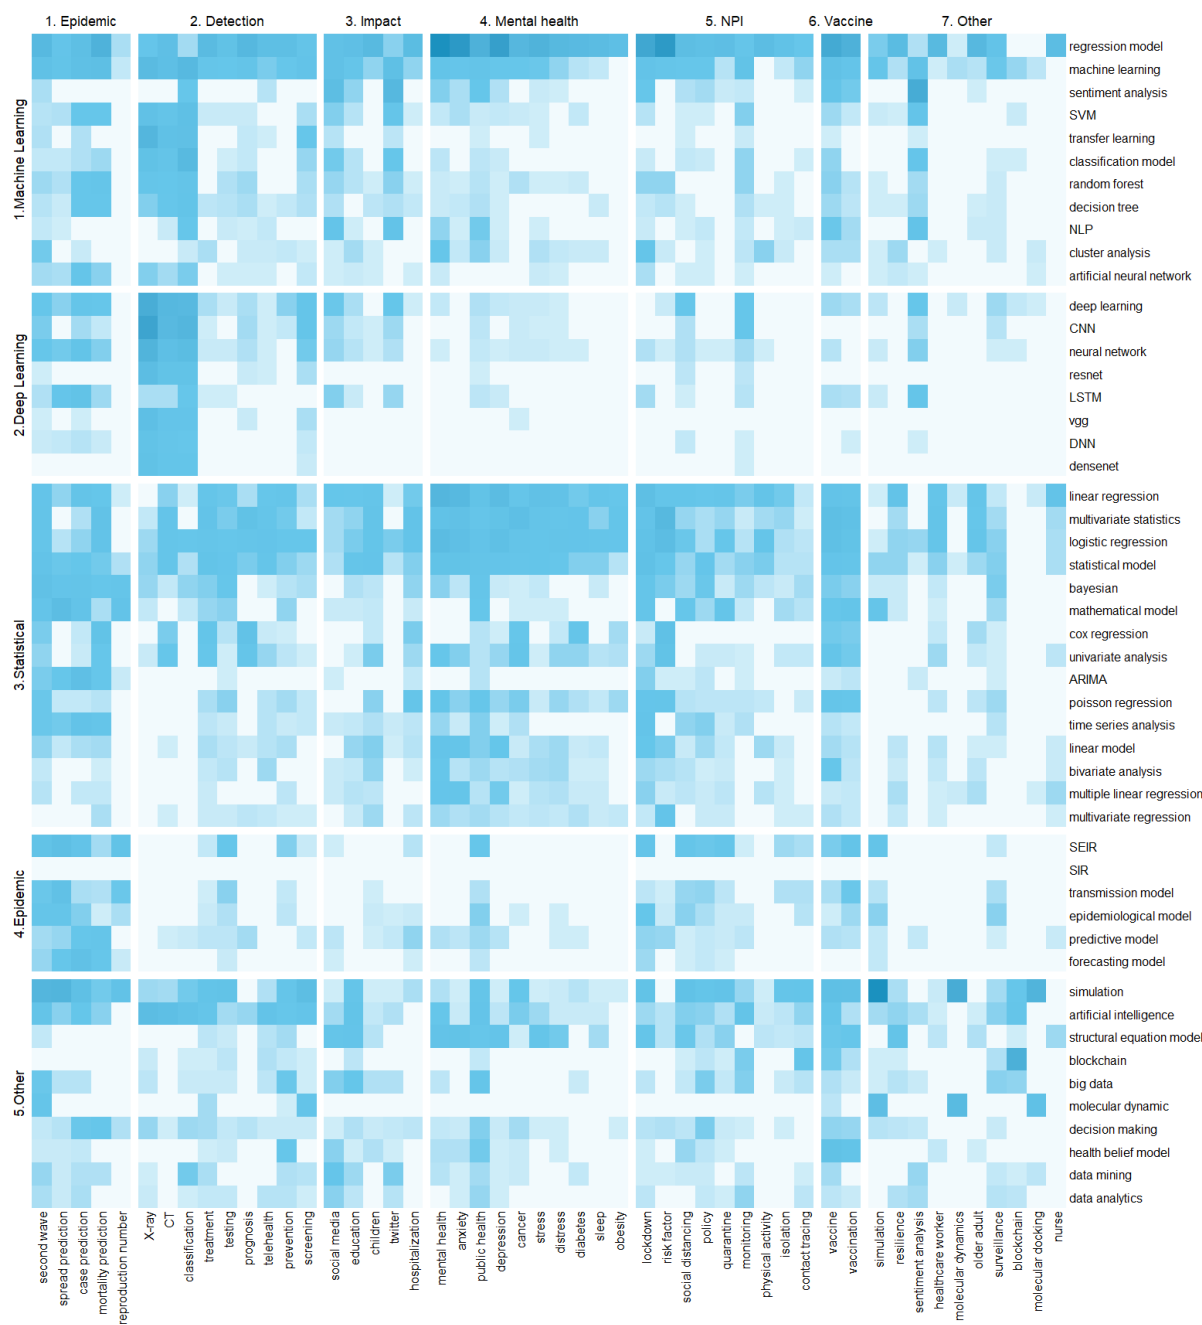 1. Epidemic
2. Detection
3. Impact
4. Mental health
5. NPI
6. Vaccine
7. Other
1.Machine Learning
regression model
machine learning
sentiment analysis
SVM
transfer learning
classification model
random forest
decision tree
NLP
cluster analysis
artificial neural network
2.Deep Learning
deep learning
CNN
neural network
resnet
LSTM
vgg
DNN
densenet
3.Statistical
linear regression
multivariate statistics
logistic regression
statistical model
bayesian
mathematical model
cox regression
univariate analysis
ARIMA
poisson regression
time series analysis
linear model
bivariate analysis
multiple linear regression
multivariate regression
4.Epidemic
SEIR
SIR
transmission model
epidemiological model
predictive model
forecasting model
5.Other
simulation
artificial intelligence
structural equation model
blockchain
big data
molecular dynamic
decision making
health belief model
data mining
data analytics
second wave
spread prediction
case prediction
mortality prediction
reproduction number
X-ray
CT
classification
treatment
testing
prognosis
telehealth
prevention
screening
social media
education
children
twitter
hospitalization
mental health
anxiety
public health
depression
cancer
stress
distress
diabetes
sleep
obesity
lockdown
risk factor
social distancing
policy
quarantine
monitoring
physical activity
isolation
contact tracing
vaccine
vaccination
simulation
resilience
sentiment analysis
healthcare worker
molecular dynamics
older adult
surveillance
blockchain
molecular docking
nurse